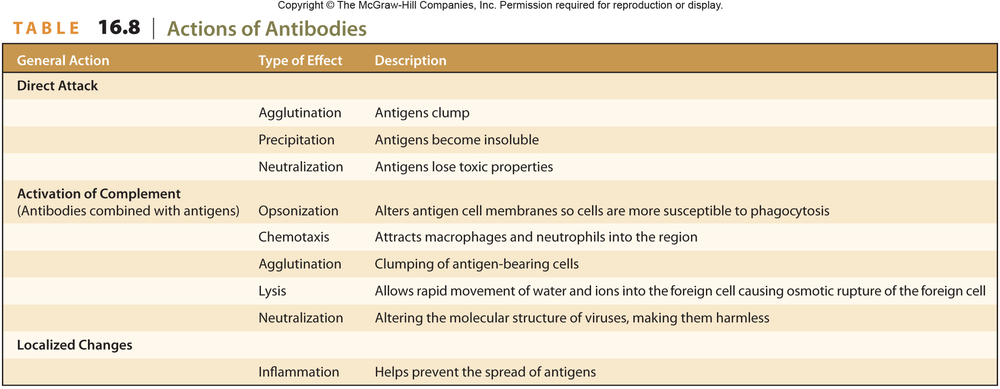 Copyright © The McGraw-Hill Companies, Inc. Permission required for reproduction or display.
TABLE 16.8 | Actions of Antibodies
General Action Type of Effect Description
Direct Attack
Agglutination Antigens clump
Precipitation Antigens become insoluble
Neutralization Antigens lose toxic properties
Activation of Complement
(Antibodies combined with antigens) Opsonization Alters antigen cell membranes so cells are more susceptible to phagocytosis
Chemotaxis Attracts macrophages and neutrophils into the region
Agglutination Clumping of antigen-bearing cells
Lysis Allows rapid movement of water and ions into the foreign cell causing osmotic rupture of the foreign cell
Neutralization Altering the molecular structure of viruses, making them harmless
Localized Changes
Inflammation Helps prevent the spread of antigens